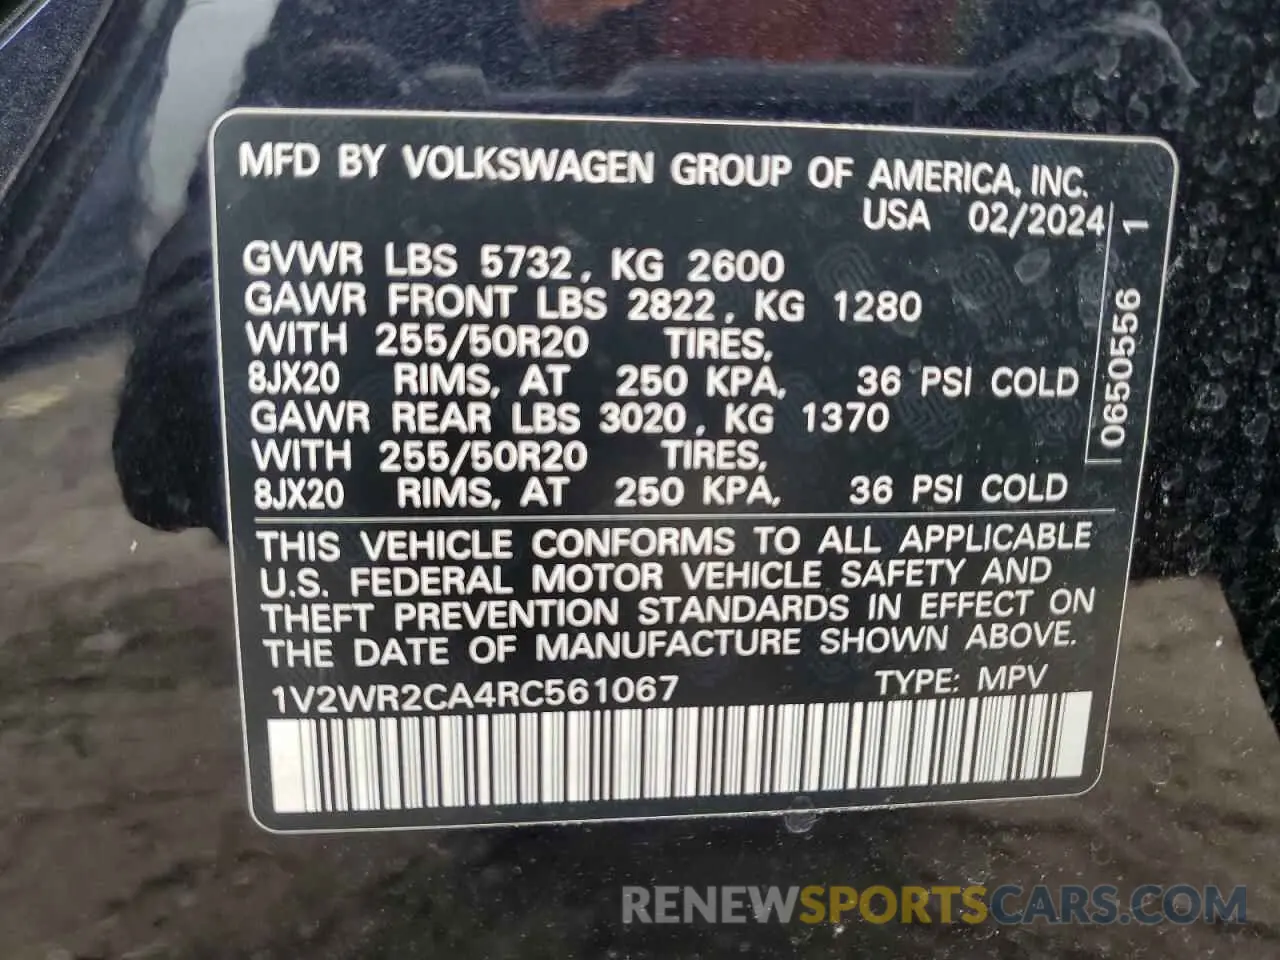 MFD BY VOLKSWAGEN GROUP OF AMERICA, INC.
USA 02/2024
GVWR LBS 5732, KG 2600
GAWR FRONT LBS 2822, KG 1280
WITH 255/50R20 TIRES,
8JX20 RIMS, AT 250 KPA, 36 PSI COLD
GAWR REAR LBS 3020, KG 1370
WITH 255/50R20 TIRES,
8JX20 RIMS, AT 250 KPA, 36 PSI COLD
0650556 1
THIS VEHICLE CONFORMS TO ALL APPLICABLE
U.S. FEDERAL MOTOR VEHICLE SAFETY AND
THEFT PREVENTION STANDARDS IN EFFECT ON
THE DATE OF MANUFACTURE SHOWN ABOVE.
1V2WR2CA4RC561067 TYPE: MPV
RENEWSPORTSCARS.COM